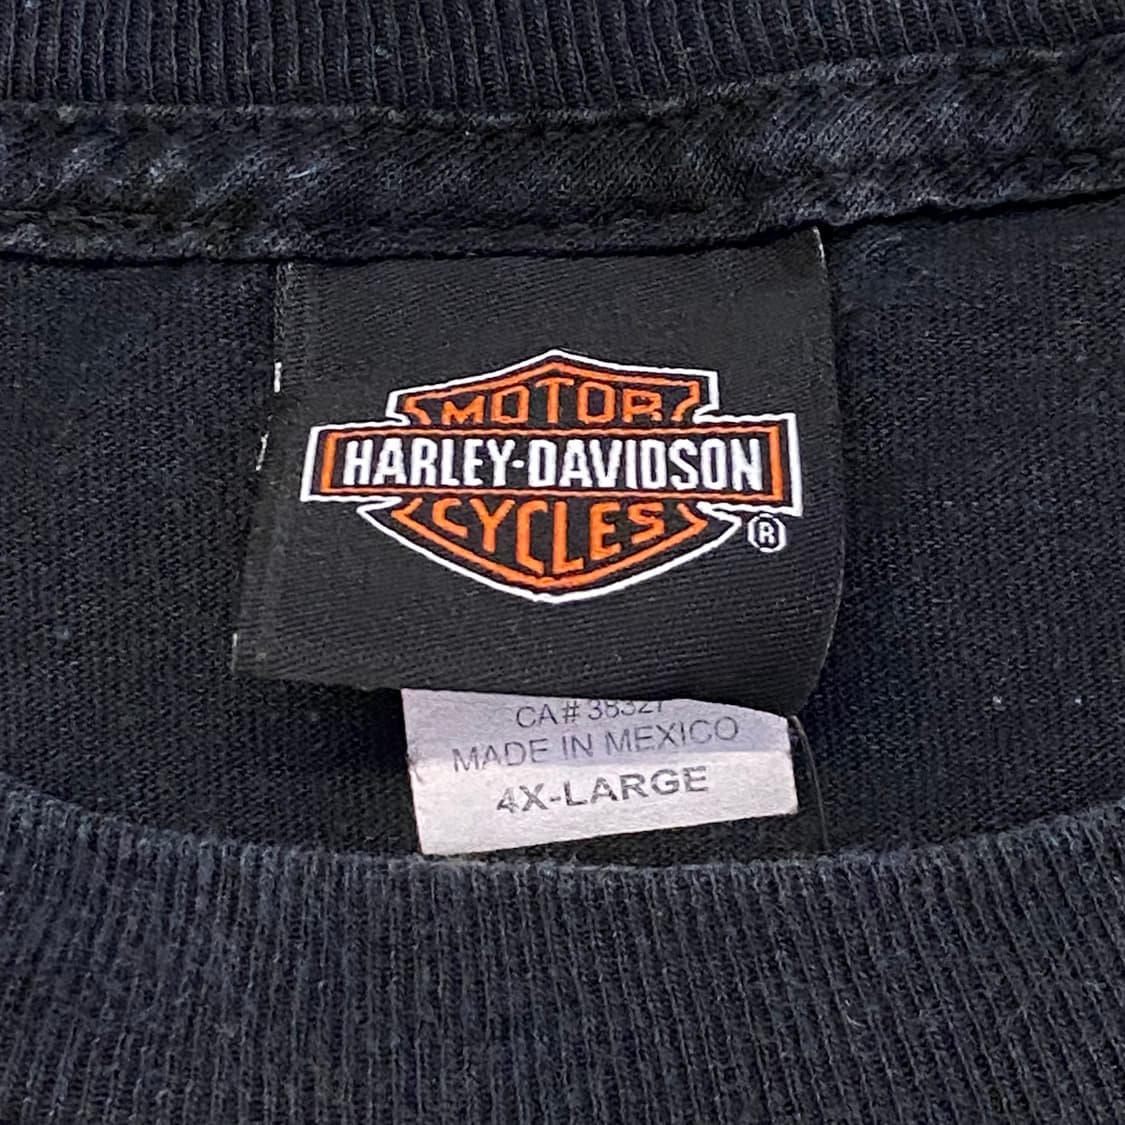 MOTOR
HARLEY-DAVIDSON
CYCLES
®
CA# 38327
MADE IN MEXICO
4X-LARGE